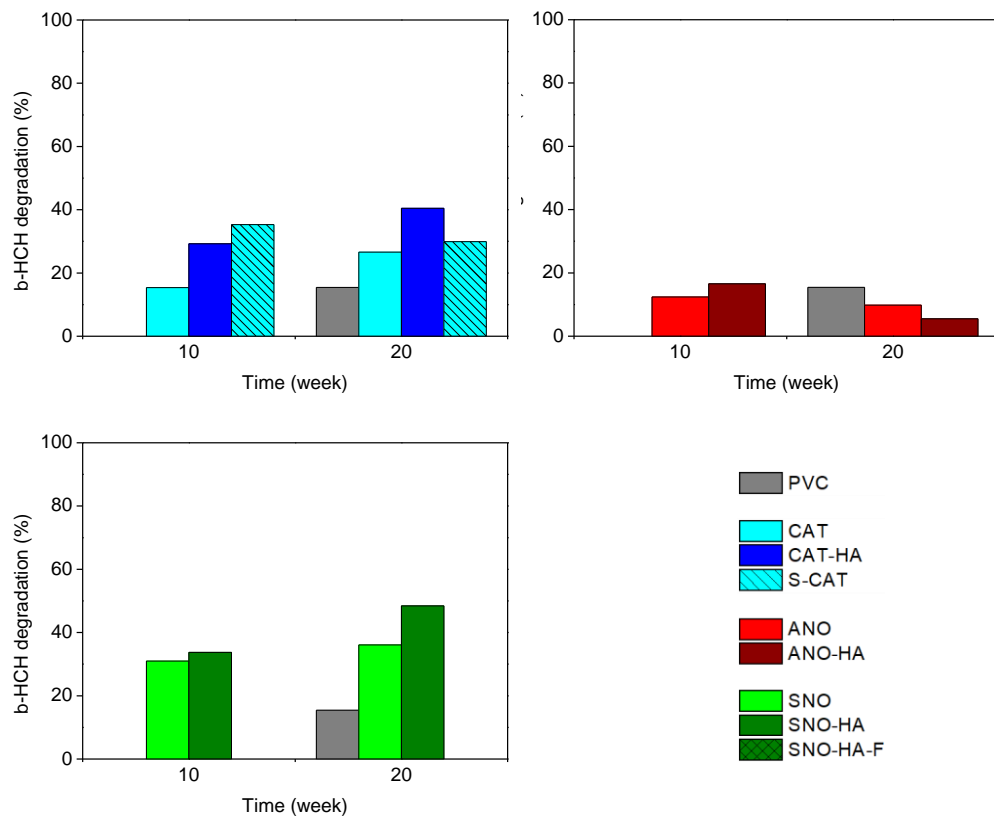 100
80
60
40
20
0
b-HCH degradation (%)
10
20
Time (week)
100
80
60
40
20
0
10
20
Time (week)
100
80
60
40
20
0
b-HCH degradation (%)
10
20
Time (week)
PVC
CAT
CAT-HA
S-CAT
ANO
ANO-HA
SNO
SNO-HA
SNO-HA-F